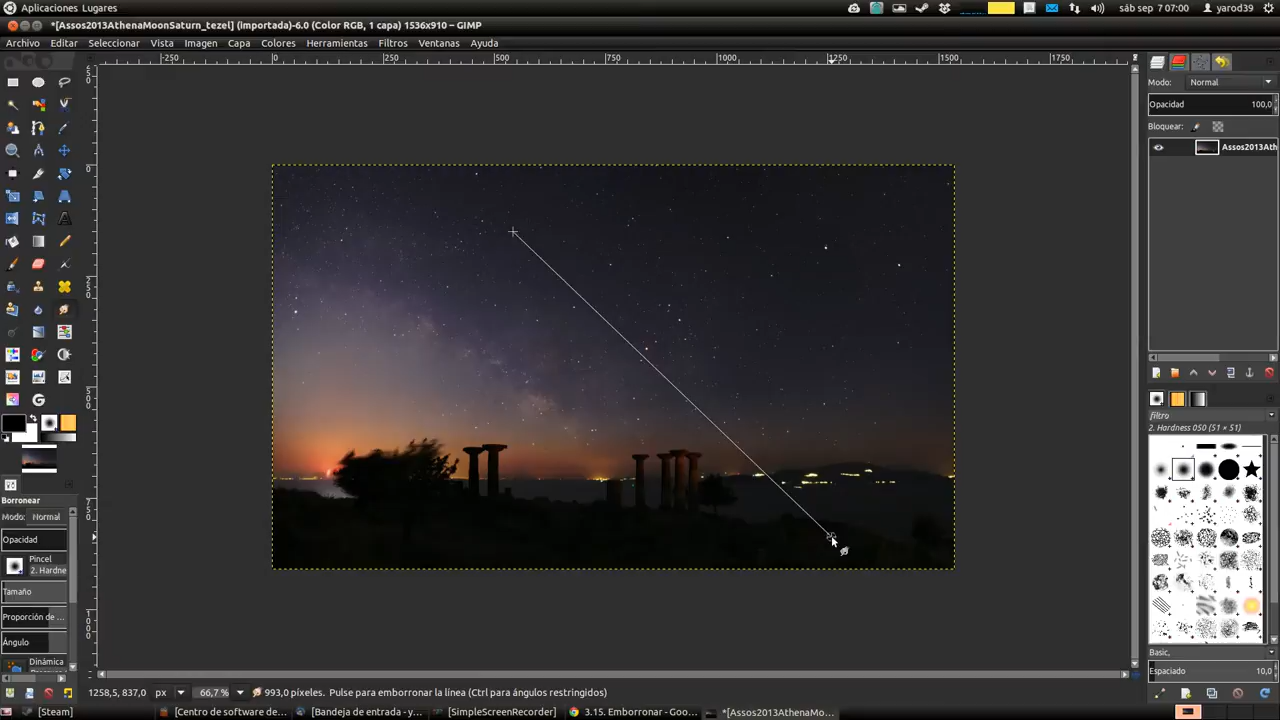 Aplicaciones Lugares
sáb sep 7 07:00 yarod39
*[Assos2013AthenaMoonSaturn_tezel] (importada)-6.0 (Color RGB, 1 capa) 1536x910 – GIMP
Archivo Editar Seleccionar Vista Imagen Capa Colores Herramientas Filtros Ventanas Ayuda
-250 0 250 500 750 1000 1250 1500 1750
Modo: Normal
Opacidad 100,0
Bloquear:
Assos2013Ath
filtro
2. Hardness 050 (51 × 51)
Borronear
Modo: Normal
Opacidad
Pincel
2. Hardne
Tamaño
Proporción de ...
Ángulo
Dinámica
Basic,
Espaciado 10,0
1258,5, 837,0 px 66,7 % 993,0 píxeles. Pulse para emborronar la línea (Ctrl para ángulos restringidos)
[Steam] [Centro de software de... [Bandeja de entrada - y... [SimpleScreenRecorder] 3.15. Emborronar - Goo... *[Assos2013AthenaMo...